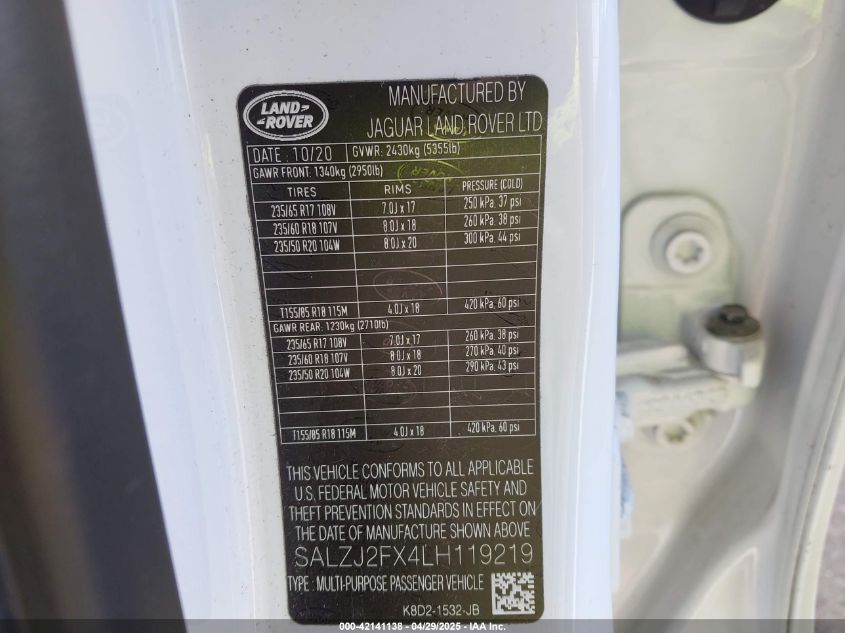 LAND
ROVER
MANUFACTURED BY
JAGUAR LAND ROVER LTD
DATE : 10/20 GVWR: 2430kg (5355lb)
GAWR FRONT: 1340kg (2950lb)
TIRES RIMS PRESSURE (COLD)
235/65 R17 108V 7.0J x 17 250 kPa, 37 psi
235/60 R18 107V 8.0J x 18 260 kPa, 38 psi
235/50 R20 104W 8.0J x 20 300 kPa, 44 psi
T155/85 R18 115M 4.0J x 18 420 kPa, 60 psi
GAWR REAR: 1230kg (2710lb)
235/65 R17 108V 7.0J x 17 260 kPa, 38 psi
235/60 R18 107V 8.0J x 18 270 kPa, 40 psi
235/50 R20 104W 8.0J x 20 290 kPa, 43 psi
T155/85 R18 115M 4.0J x 18 420 kPa, 60 psi
THIS VEHICLE CONFORMS TO ALL APPLICABLE
U.S. FEDERAL MOTOR VEHICLE SAFETY AND
THEFT PREVENTION STANDARDS IN EFFECT ON
THE DATE OF MANUFACTURE SHOWN ABOVE
SALZJ2FX4LH119219
TYPE : MULTI-PURPOSE PASSENGER VEHICLE
K8D2-1532-JB
000-42141138 - 04/29/2025 - IAA Inc.